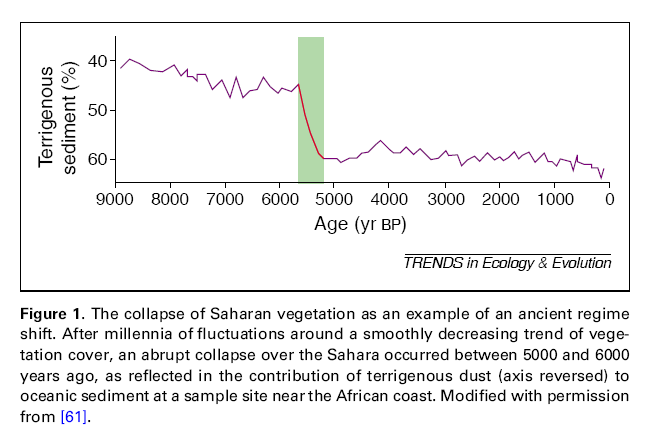 40
50
60
Terrigenous
sediment (%)
9000 8000 7000 6000 5000 4000 3000 2000 1000 0
Age (yr BP)
TRENDS in Ecology & Evolution
Figure 1. The collapse of Saharan vegetation as an example of an ancient regime
shift. After millennia of fluctuations around a smoothly decreasing trend of vege-
tation cover, an abrupt collapse over the Sahara occurred between 5000 and 6000
years ago, as reflected in the contribution of terrigenous dust (axis reversed) to
oceanic sediment at a sample site near the African coast. Modified with permission
from [61].